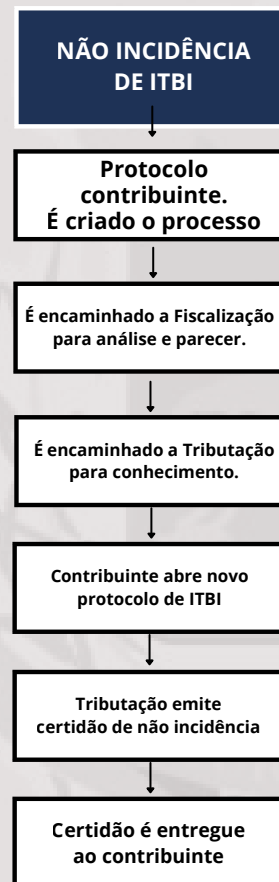 NÃO INCIDÊNCIA
DE ITBI
Protocolo
contribuinte.
É criado o processo
É encaminhado a Fiscalização
para análise e parecer.
É encaminhado a Tributação
para conhecimento.
Contribuinte abre novo
protocolo de ITBI
Tributação emite
certidão de não incidência
Certidão é entregue
ao contribuinte